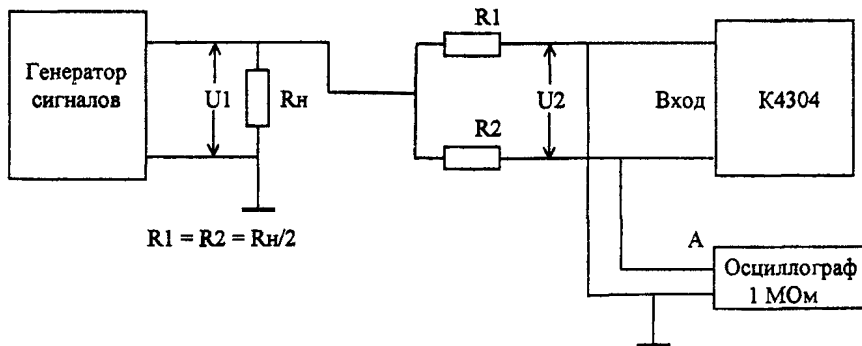 Генератор
сигналов
U1
Rн
R1
R2
U2
Вход
К4304
R1 = R2 = Rн/2
А
Осциллограф
1 МОм